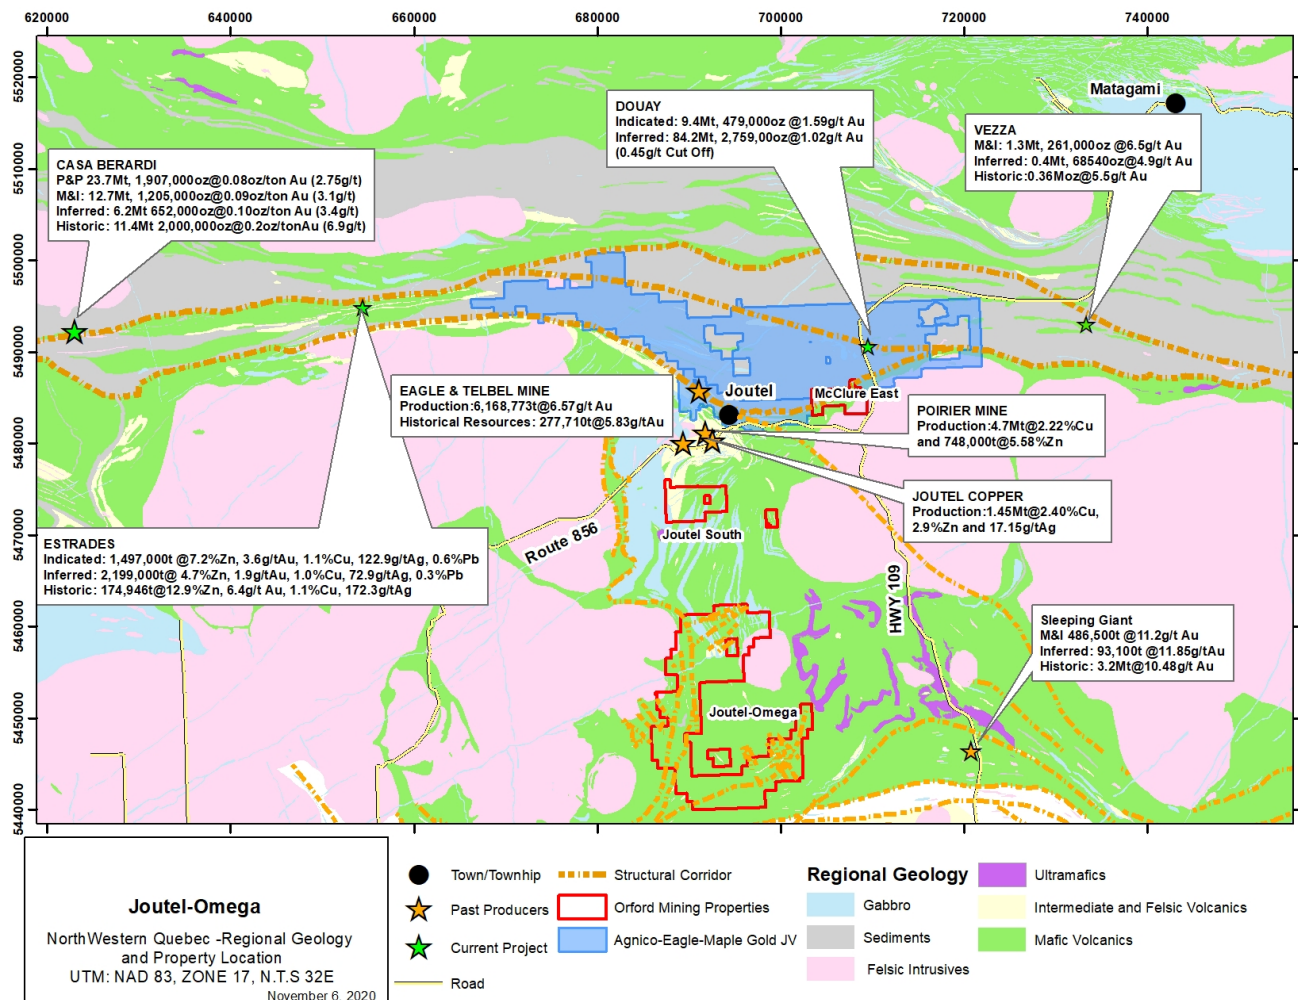 620000 640000 660000 680000 700000 720000 740000
5520000
5510000
5500000
5490000
5480000
5470000
5460000
5450000
5440000
Matagami
DOUAY
Indicated: 9.4Mt, 479,000oz @1.59g/t Au
Inferred: 84.2Mt, 2,759,00oz@1.02g/t Au
(0.45g/t Cut Off)
VEZZA
M&I: 1.3Mt, 261,000oz @6.5g/t Au
Inferred: 0.4Mt, 68540oz@4.9g/t Au
Historic:0.36Moz@5.5g/t Au
CASA BERARDI
P&P 23.7Mt, 1,907,000oz@0.08oz/ton Au (2.75g/t)
M&I: 12.7Mt, 1,205,000oz@0.09oz/ton Au (3.1g/t)
Inferred: 6.2Mt 652,000oz@0.10oz/ton Au (3.4g/t)
Historic: 11.4Mt 2,000,000oz@0.2oz/tonAu (6.9g/t)
EAGLE & TELBEL MINE
Production:6,168,773t@6.57g/t Au
Historical Resources: 277,710t@5.83g/tAu
Joutel
McClure East
POIRIER MINE
Production:4.7Mt@2.22%Cu
and 748,000t@5.58%Zn
JOUTEL COPPER
Production:1.45Mt@2.40%Cu,
2.9%Zn and 17.15g/tAg
Joutel South
Route 856
HWY 109
ESTRADES
Indicated: 1,497,000t @7.2%Zn, 3.6g/tAu, 1.1%Cu, 122.9g/tAg, 0.6%Pb
Inferred: 2,199,000t@ 4.7%Zn, 1.9g/tAu, 1.0%Cu, 72.9g/tAg, 0.3%Pb
Historic: 174,946t@12.9%Zn, 6.4g/t Au, 1.1%Cu, 172.3g/tAg
Sleeping Giant
M&I 486,500t @11.2g/t Au
Inferred: 93,100t @11.85g/tAu
Historic: 3.2Mt@10.48g/t Au
Joutel-Omega
Joutel-Omega
NorthWestern Quebec -Regional Geology
and Property Location
UTM: NAD 83, ZONE 17, N.T.S 32E
November 6, 2020
Town/Townhip
Past Producers
Current Project
Road
Structural Corridor
Orford Mining Properties
Agnico-Eagle-Maple Gold JV
Regional Geology
Gabbro
Sediments
Felsic Intrusives
Ultramafics
Intermediate and Felsic Volcanics
Mafic Volcanics